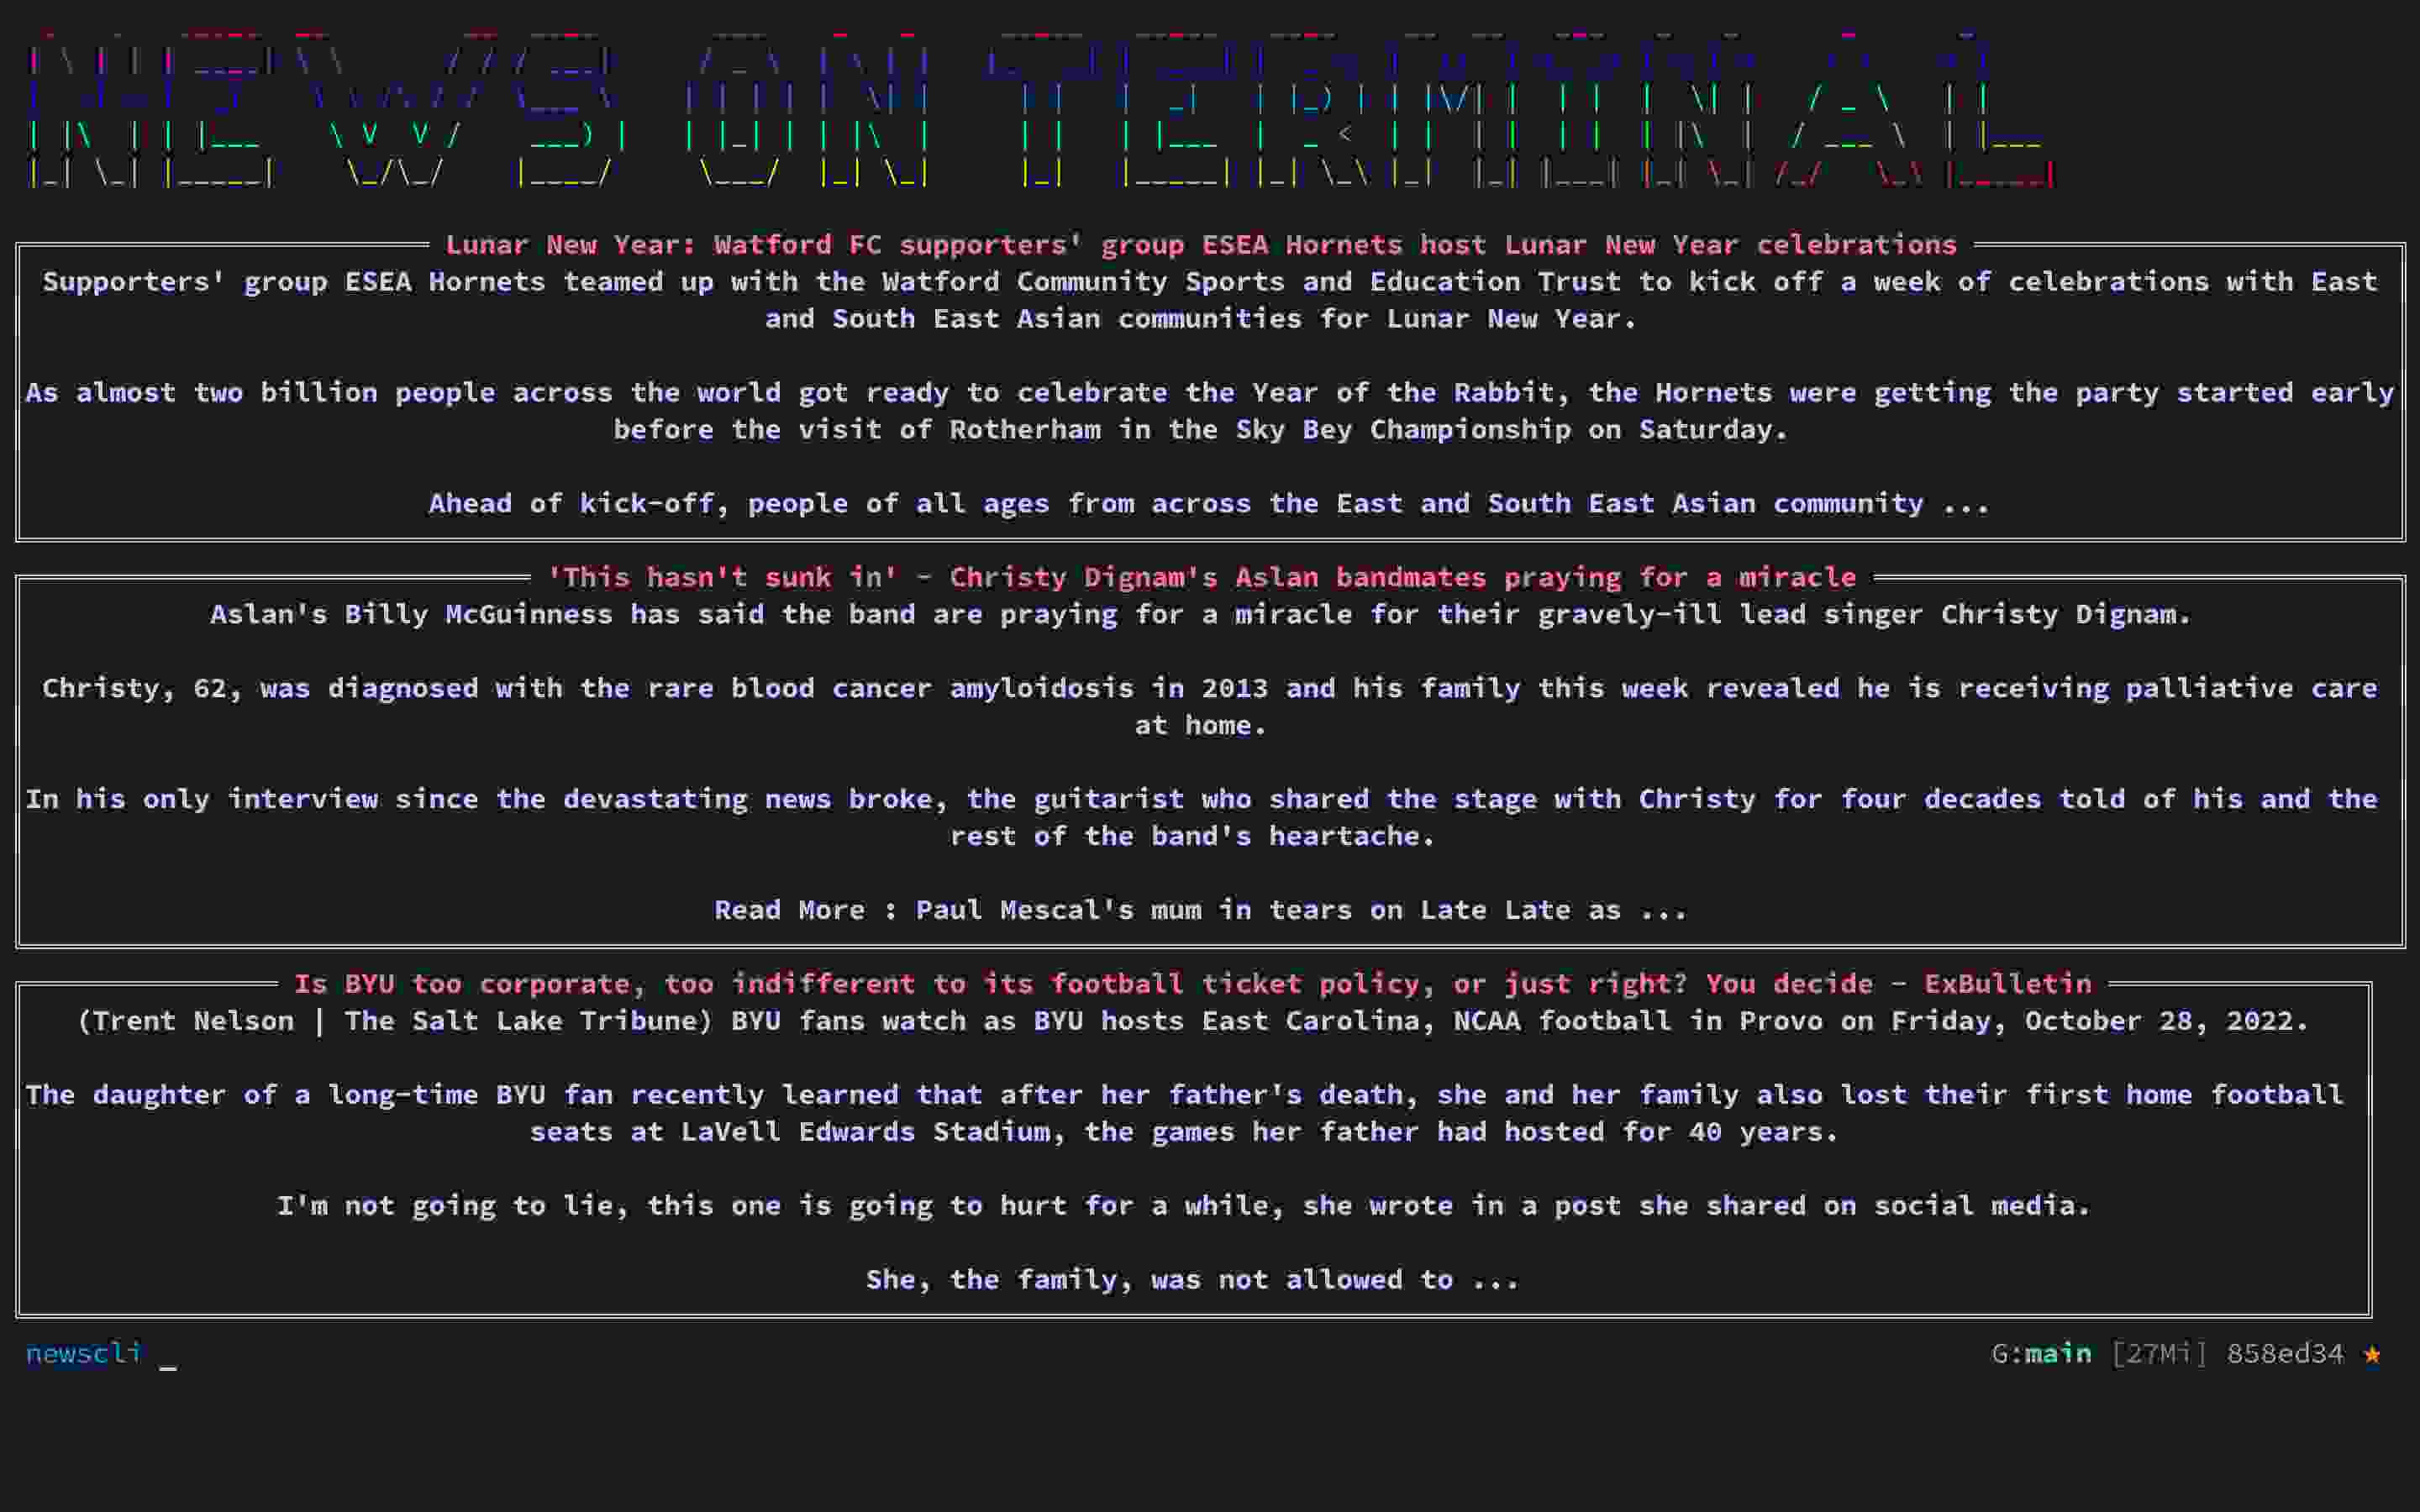 NEWS ON TERMINAL
Lunar New Year: Watford FC supporters' group ESEA Hornets host Lunar New Year celebrations
Supporters' group ESEA Hornets teamed up with the Watford Community Sports and Education Trust to kick off a week of celebrations with East
and South East Asian communities for Lunar New Year.
As almost two billion people across the world got ready to celebrate the Year of the Rabbit, the Hornets were getting the party started early
before the visit of Rotherham in the Sky Bey Championship on Saturday.
Ahead of kick-off, people of all ages from across the East and South East Asian community ...
'This hasn't sunk in' - Christy Dignam's Aslan bandmates praying for a miracle
Aslan's Billy McGuinness has said the band are praying for a miracle for their gravely-ill lead singer Christy Dignam.
Christy, 62, was diagnosed with the rare blood cancer amyloidosis in 2013 and his family this week revealed he is receiving palliative care
at home.
In his only interview since the devastating news broke, the guitarist who shared the stage with Christy for four decades told of his and the
rest of the band's heartache.
Read More : Paul Mescal's mum in tears on Late Late as ...
Is BYU too corporate, too indifferent to its football ticket policy, or just right? You decide - ExBulletin
(Trent Nelson | The Salt Lake Tribune) BYU fans watch as BYU hosts East Carolina, NCAA football in Provo on Friday, October 28, 2022.
The daughter of a long-time BYU fan recently learned that after her father's death, she and her family also lost their first home football
seats at LaVell Edwards Stadium, the games her father had hosted for 40 years.
I'm not going to lie, this one is going to hurt for a while, she wrote in a post she shared on social media.
She, the family, was not allowed to ...
newscli _ G:main [27Mi] 858ed34 ★